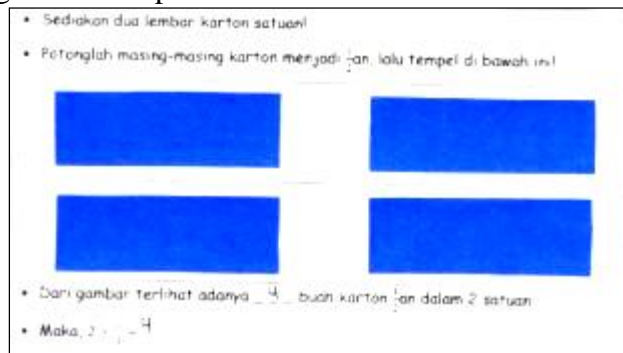 Sediakan dua lembar karton satuan!
Potonglah masing-masing karton menjadi an, lalu tempel di bawah ini!
Dari gambar terlihat adanya 4 buah karton an dalam 2 satuan
Maka, 2 : = 4